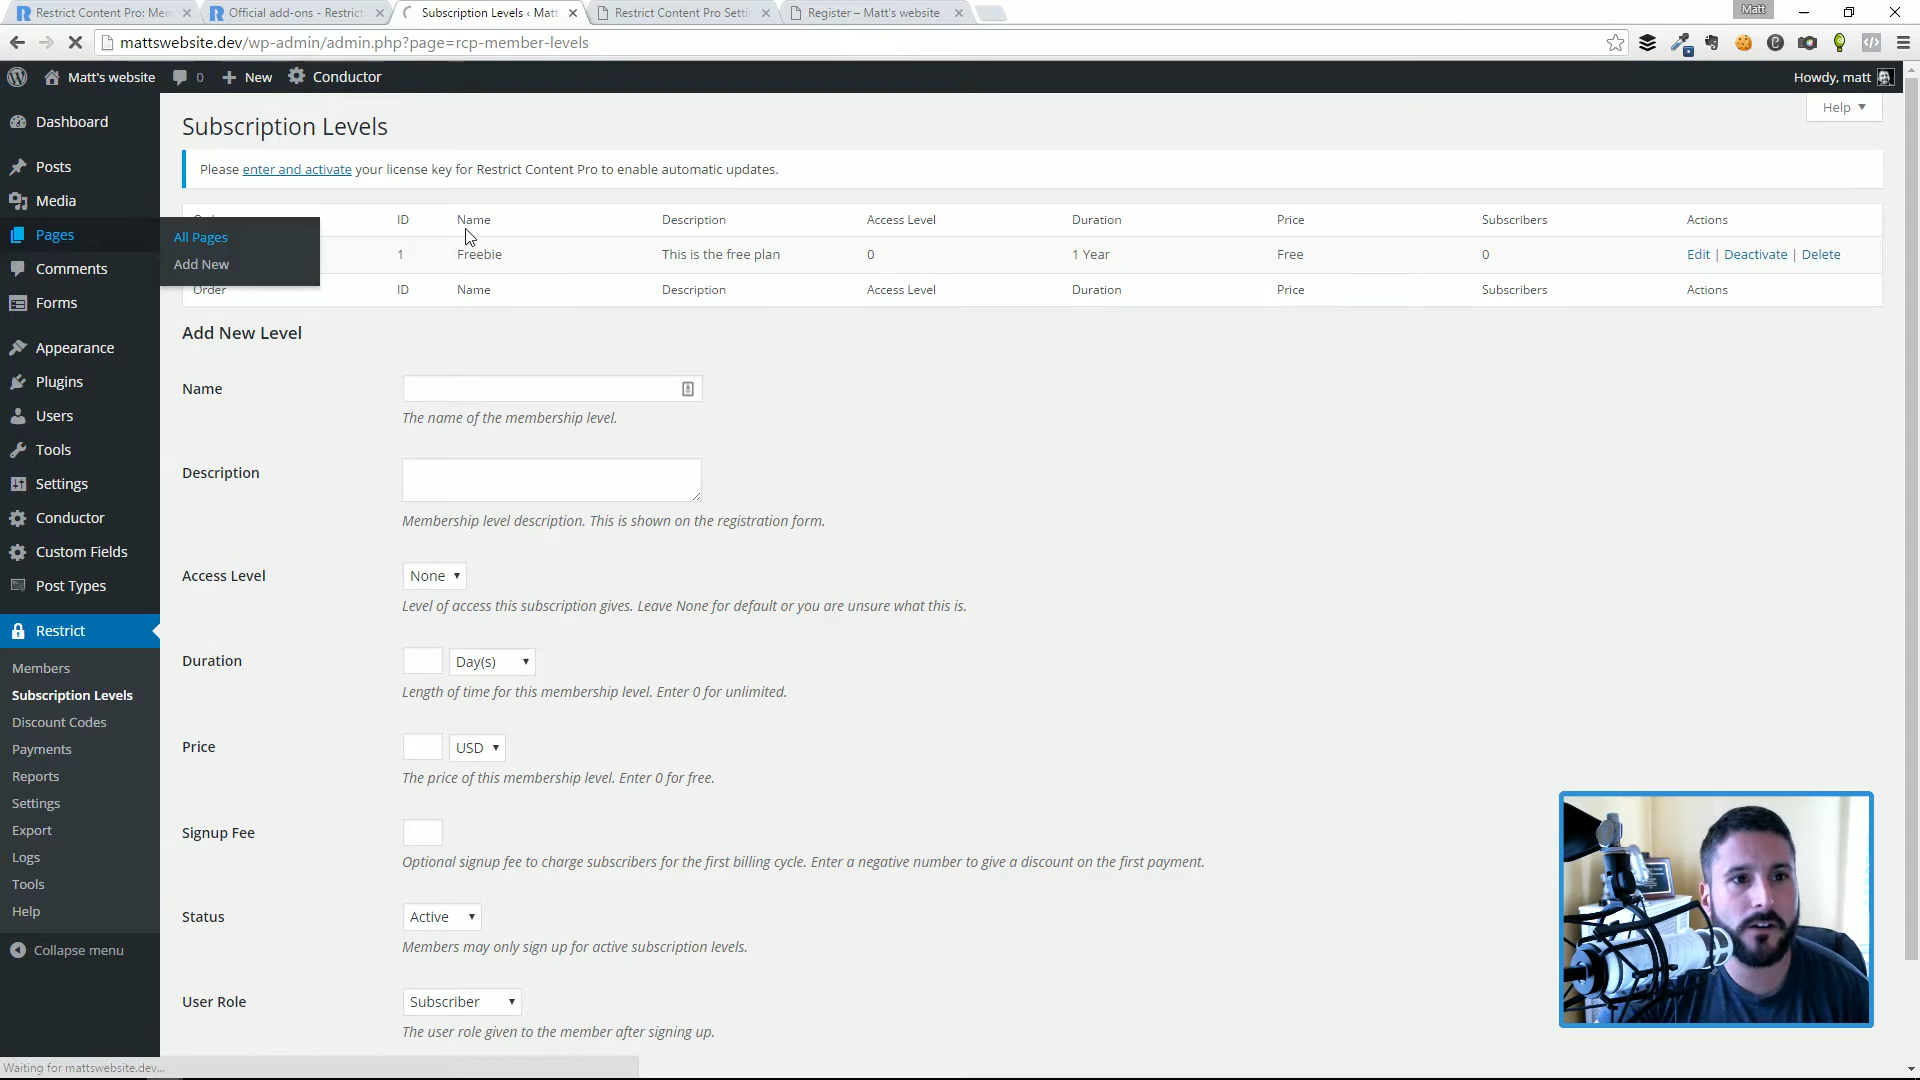 Restrict Content Pro: Mem
Official add-ons - Restrict
Subscription Levels ‹ Matt
Restrict Content Pro Setti
Register – Matt's website
Matt
mattswebsite.dev/wp-admin/admin.php?page=rcp-member-levels
Matt's website
0
New
Conductor
Howdy, matt
Help
Dashboard
Posts
Media
Pages
All Pages
Add New
Comments
Forms
Appearance
Plugins
Users
Tools
Settings
Conductor
Custom Fields
Post Types
Restrict
Members
Subscription Levels
Discount Codes
Payments
Reports
Settings
Export
Logs
Tools
Help
Collapse menu
Subscription Levels
Please enter and activate your license key for Restrict Content Pro to enable automatic updates.
ID Name Description Access Level Duration Price Subscribers Actions
1 Freebie This is the free plan 0 1 Year Free 0 Edit | Deactivate | Delete
Order ID Name Description Access Level Duration Price Subscribers Actions
Add New Level
Name
The name of the membership level.
Description
Membership level description. This is shown on the registration form.
Access Level None
Level of access this subscription gives. Leave None for default or you are unsure what this is.
Duration Day(s)
Length of time for this membership level. Enter 0 for unlimited.
Price USD
The price of this membership level. Enter 0 for free.
Signup Fee
Optional signup fee to charge subscribers for the first billing cycle. Enter a negative number to give a discount on the first payment.
Status Active
Members may only sign up for active subscription levels.
User Role Subscriber
The user role given to the member after signing up.
Waiting for mattswebsite.dev...